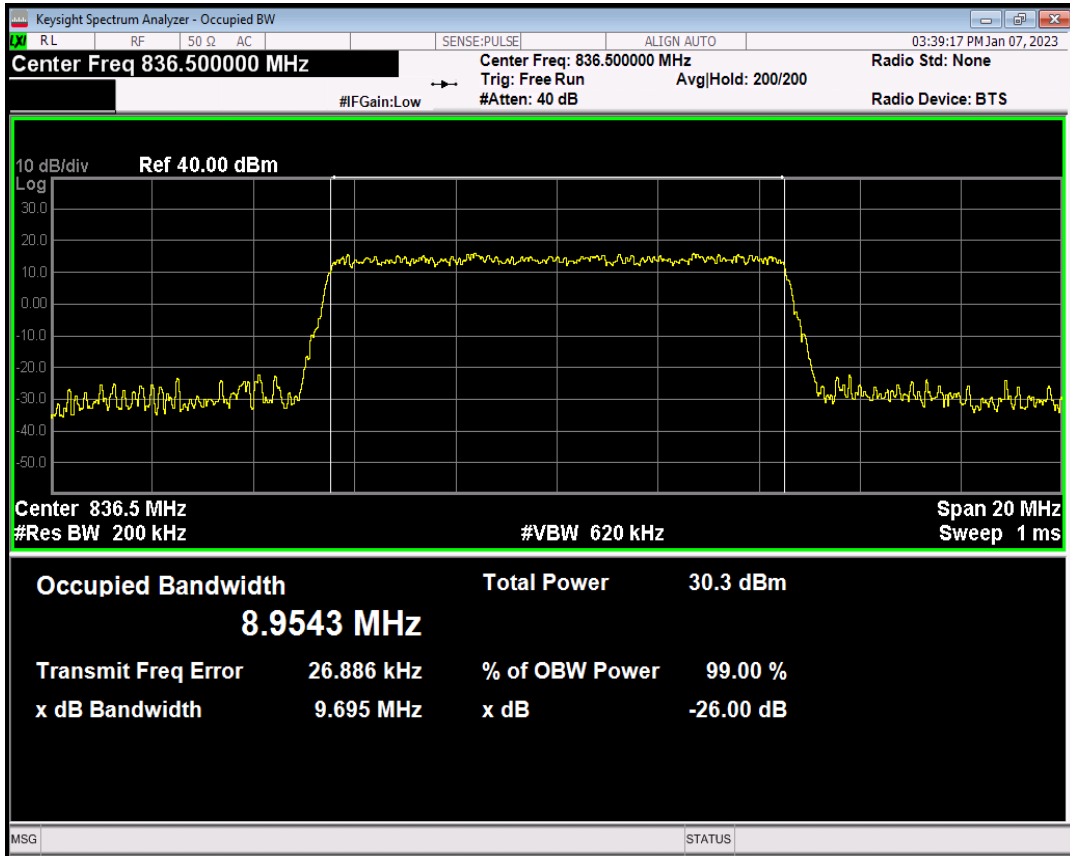 Keysight Spectrum Analyzer - Occupied BW
LXI RL RF 50 Ω AC SENSE:PULSE ALIGN AUTO 03:39:17 PM Jan 07, 2023
Center Freq 836.500000 MHz Center Freq: 836.500000 MHz Radio Std: None
Trig: Free Run Avg|Hold: 200/200
#IFGain:Low #Atten: 40 dB Radio Device: BTS
10 dB/div Ref 40.00 dBm
Log
30.0
20.0
10.0
0.00
-10.0
-20.0
-30.0
-40.0
-50.0
Center 836.5 MHz Span 20 MHz
#Res BW 200 kHz #VBW 620 kHz Sweep 1 ms
Occupied Bandwidth Total Power 30.3 dBm
8.9543 MHz
Transmit Freq Error 26.886 kHz % of OBW Power 99.00 %
x dB Bandwidth 9.695 MHz x dB -26.00 dB
MSG STATUS